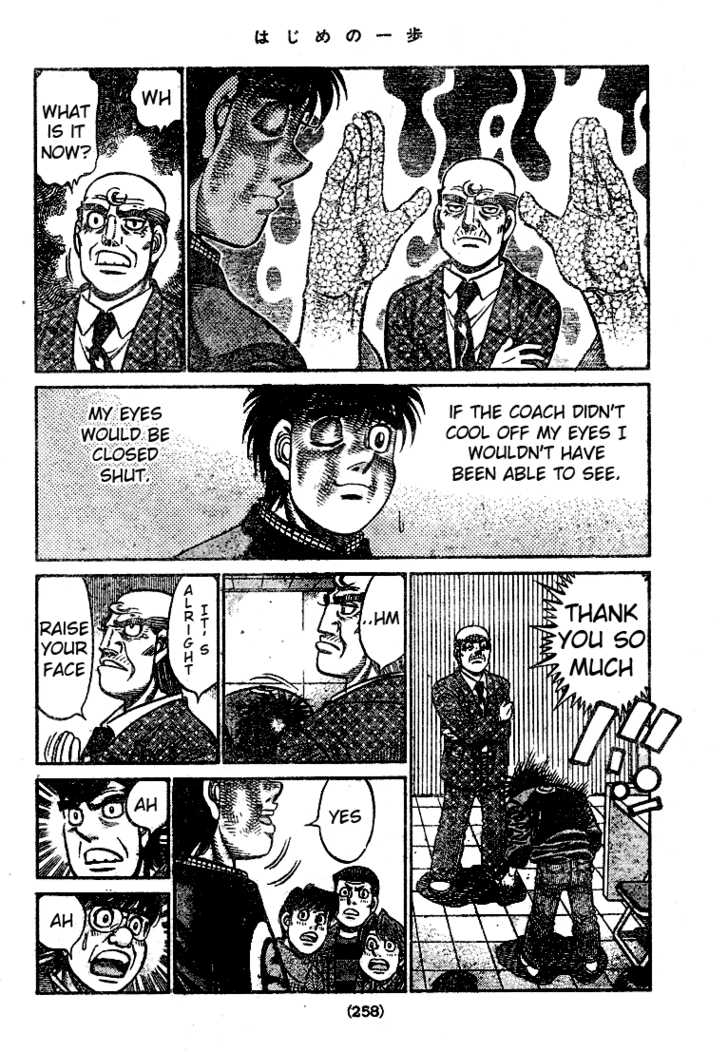 はじめの一歩
WH
WHAT
IS IT
NOW?
IF THE COACH DIDN'T
COOL OFF MY EYES I
WOULDN'T HAVE
BEEN ABLE TO SEE.
MY EYES
WOULD BE
CLOSED
SHUT.
THANK
YOU SO
MUCH
..HM
IT'S
ALRIGHT
RAISE
YOUR
FACE
YES
AH
AH
(258)